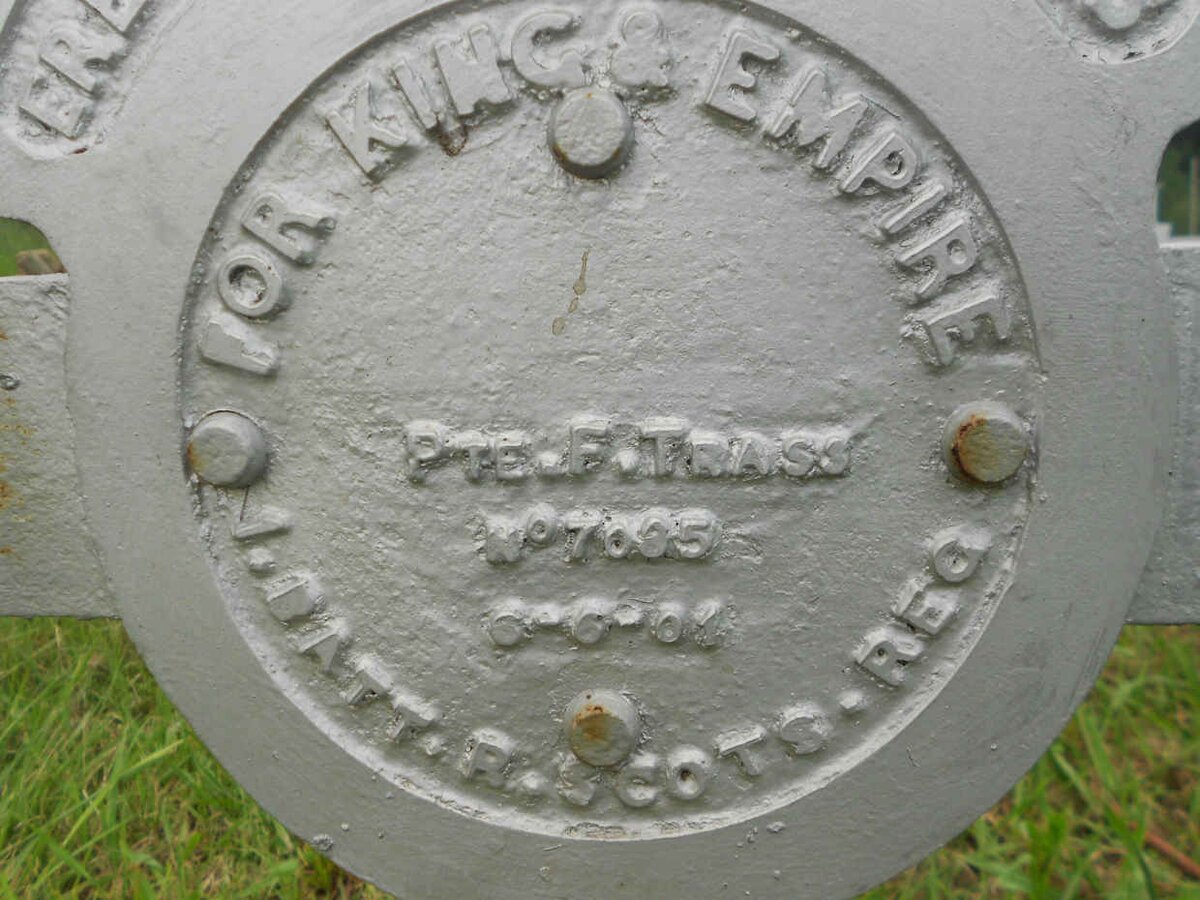 FOR KING & EMPIRE
PTE. F. TRASS
No 7095
6-6-01
1. BATT. R. SCOTS. REG